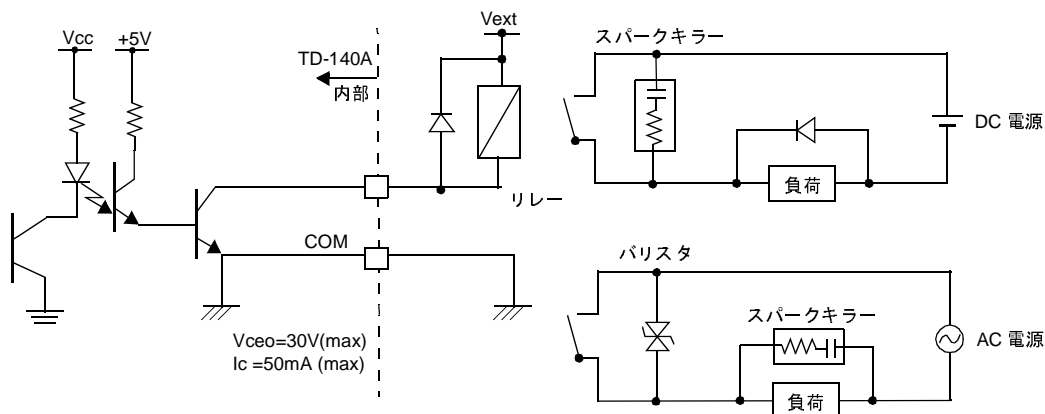 Vcc
+5V
TD-140A
内部
Vext
リレー
COM
Vceo=30V(max)
Ic =50mA (max)
スパークキラー
DC 電源
負荷
バリスタ
スパークキラー
AC 電源
負荷